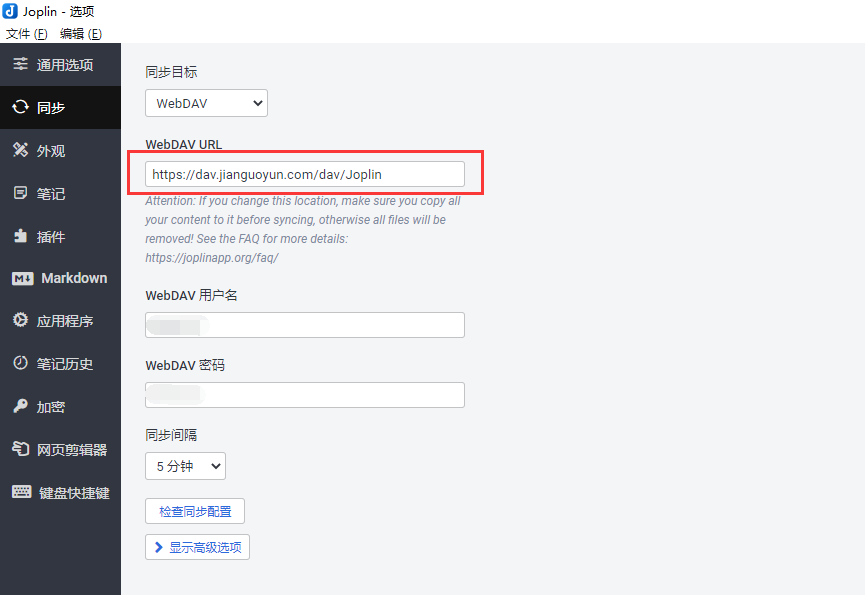 Joplin - 选项
文件 (F) 编辑 (E)
通用选项
同步
外观
笔记
插件
M↓ Markdown
应用程序
笔记历史
加密
网页剪辑器
键盘快捷键
同步目标
WebDAV
WebDAV URL
https://dav.jianguoyun.com/dav/Joplin
Attention: If you change this location, make sure you copy all
your content to it before syncing, otherwise all files will be
removed! See the FAQ for more details:
https://joplinapp.org/faq/
WebDAV 用户名
WebDAV 密码
同步间隔
5 分钟
检查同步配置
显示高级选项